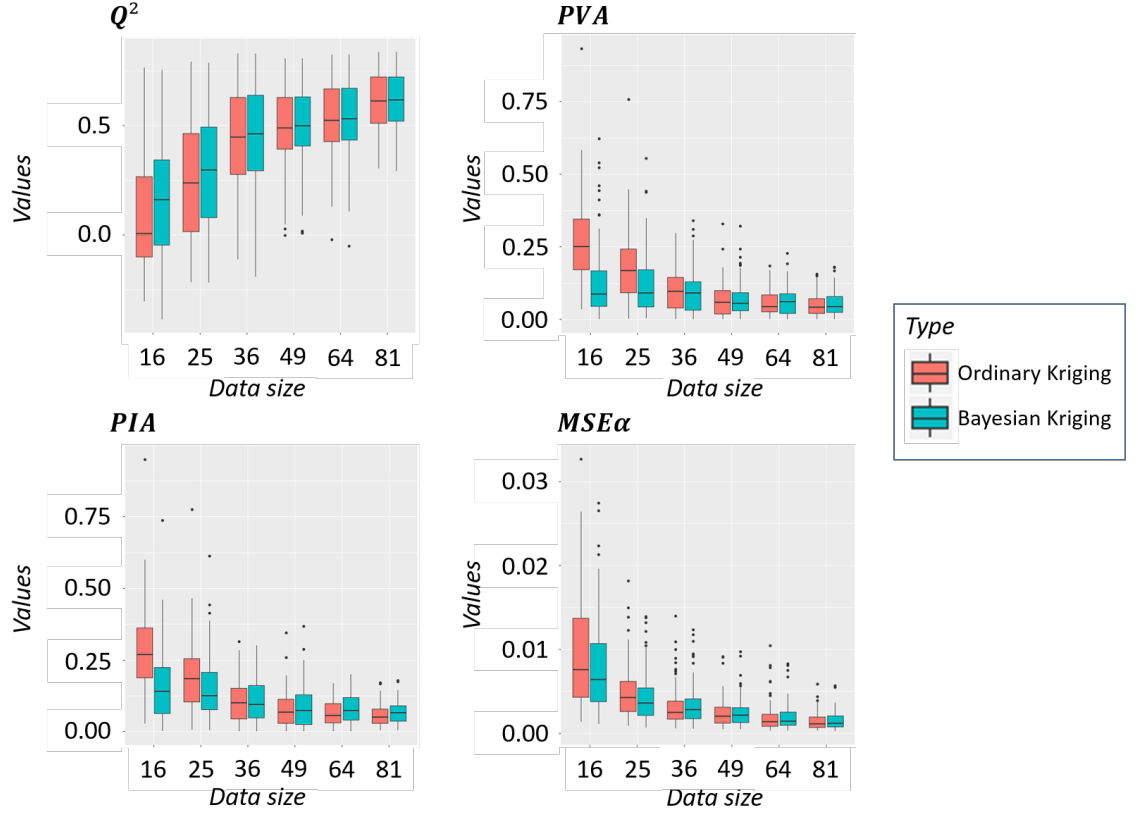 Q²
Values
0.5
0.0
16 25 36 49 64 81
Data size
PVA
Values
0.75
0.50
0.25
0.00
16 25 36 49 64 81
Data size
PIA
Values
0.75
0.50
0.25
0.00
16 25 36 49 64 81
Data size
MSEα
Values
0.03
0.02
0.01
0.00
16 25 36 49 64 81
Data size
Type
Ordinary Kriging
Bayesian Kriging